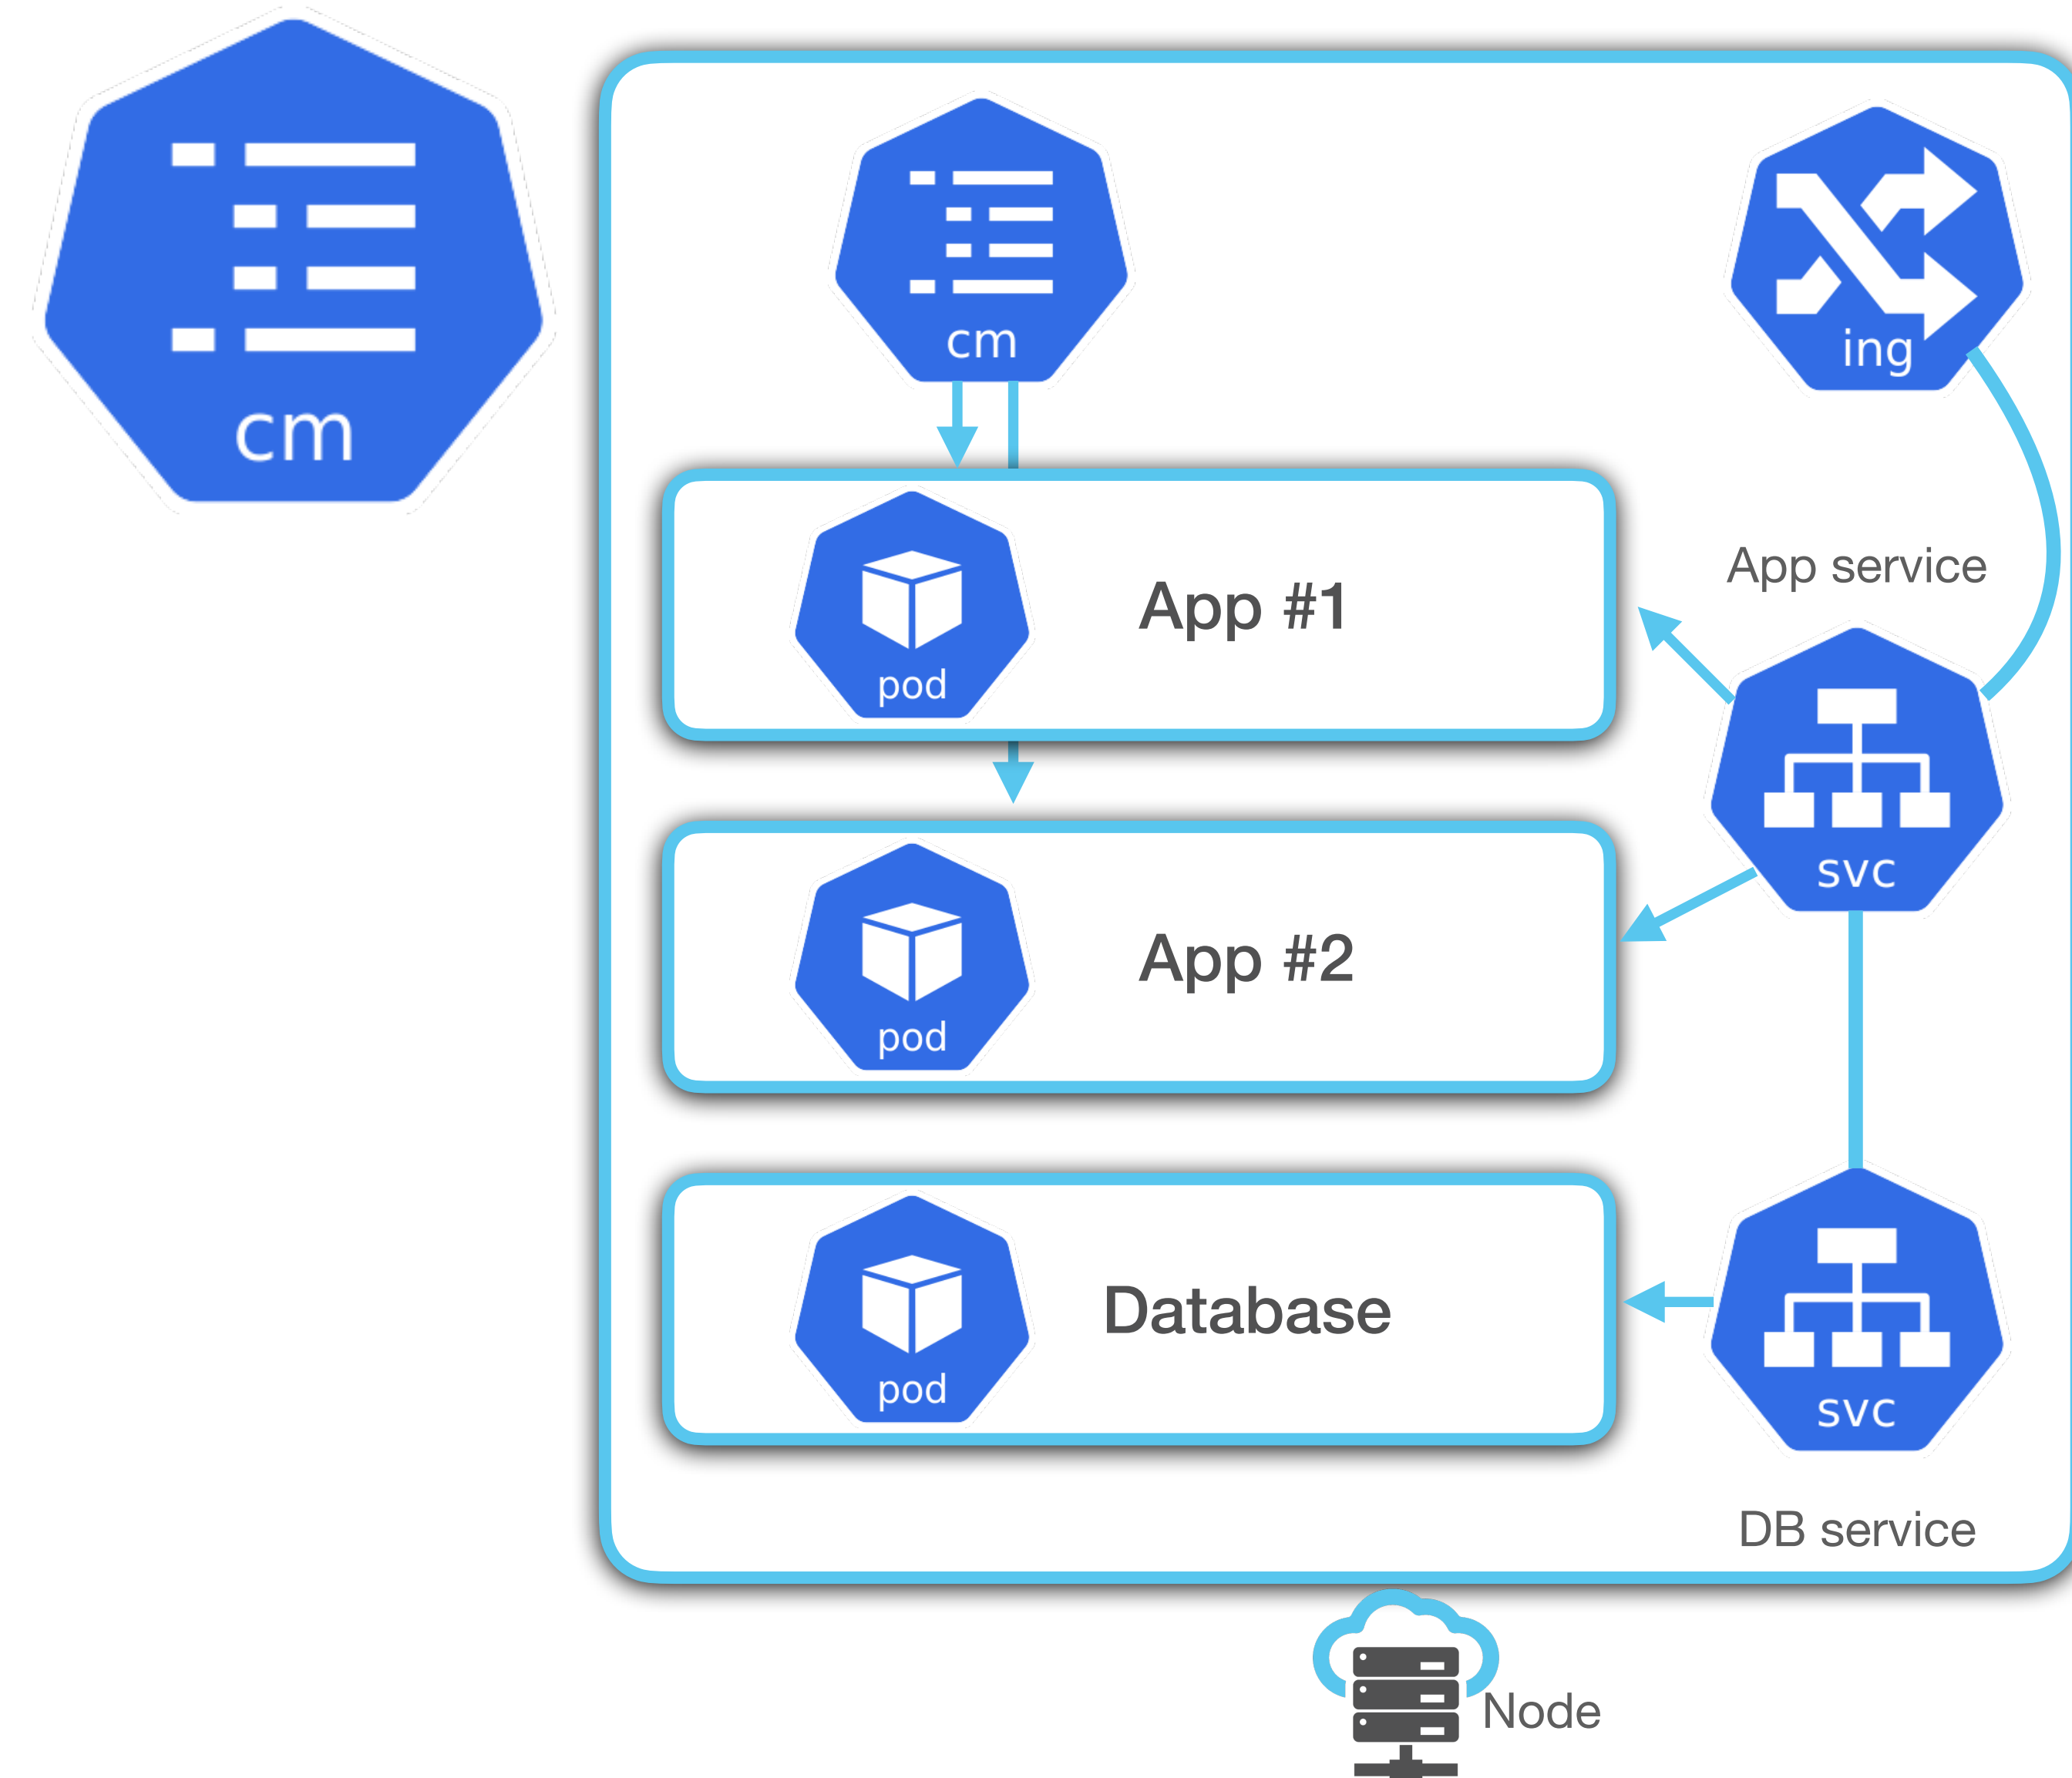 cm
cm
ing
App service
pod
App #1
svc
pod
App #2
pod
Database
svc
DB service
Node